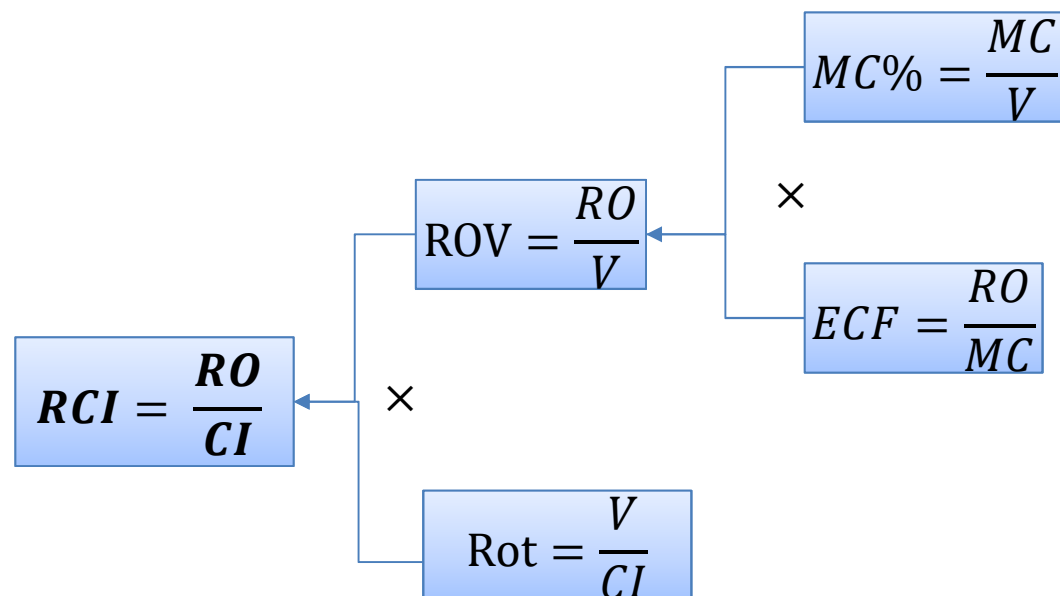 MC% = MC/V
×
ROV = RO/V
ECF = RO/MC
RCI = RO/CI
×
Rot = V/CI